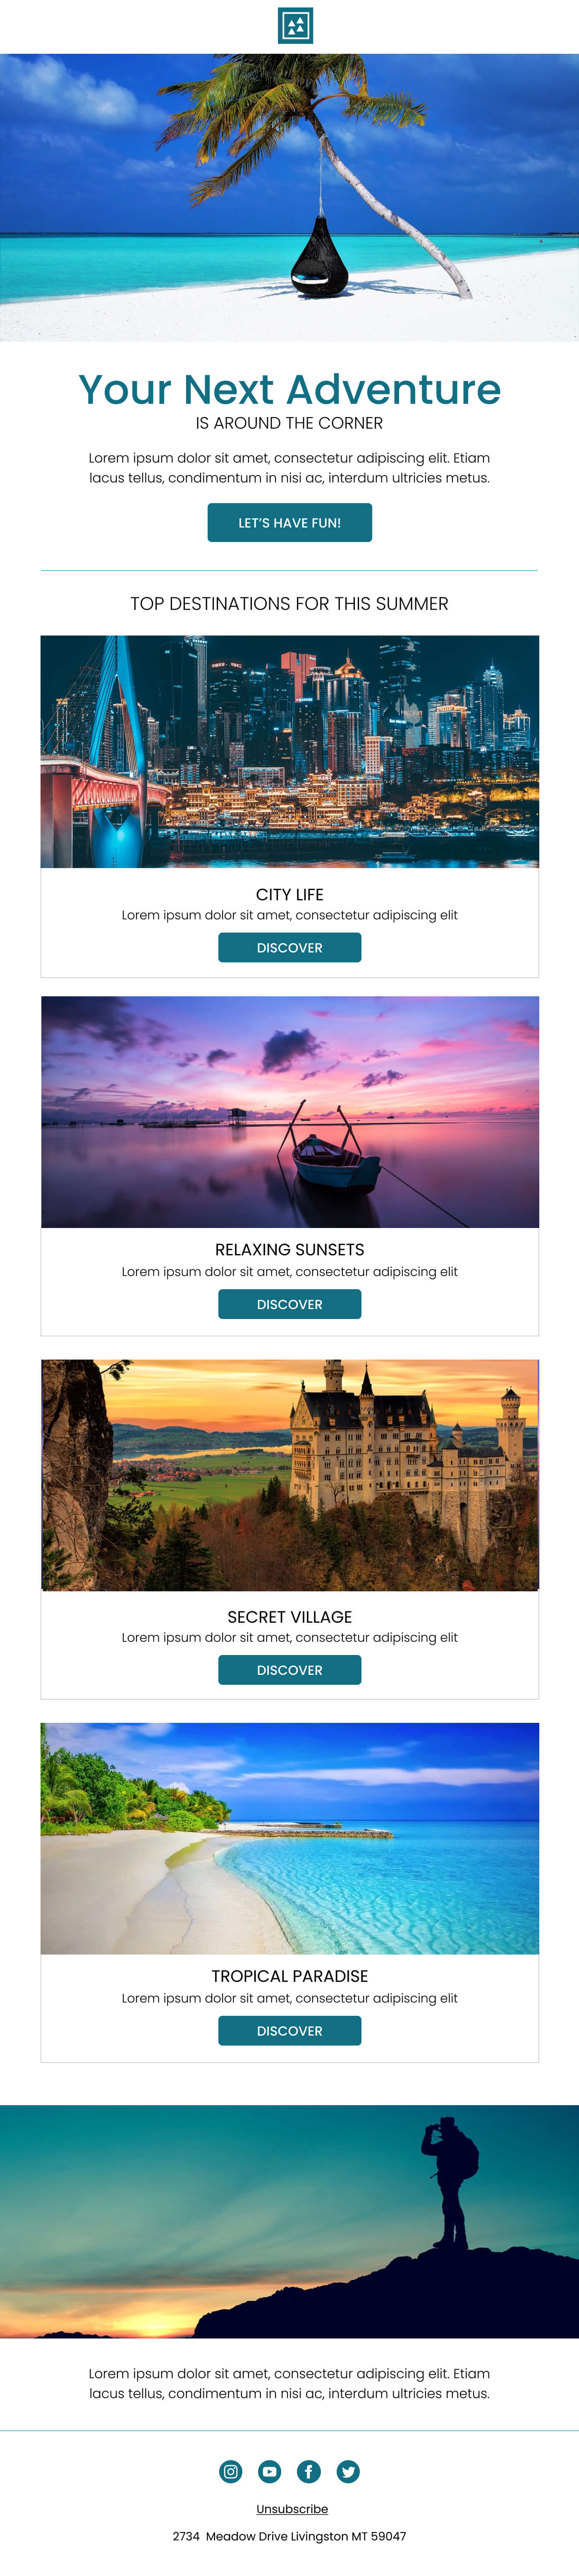 Your Next Adventure
IS AROUND THE CORNER
Lorem ipsum dolor sit amet, consectetur adipiscing elit. Etiam
lacus tellus, condimentum in nisi ac, interdum ultricies metus.
LET'S HAVE FUN!
TOP DESTINATIONS FOR THIS SUMMER
CITY LIFE
Lorem ipsum dolor sit amet, consectetur adipiscing elit
DISCOVER
RELAXING SUNSETS
Lorem ipsum dolor sit amet, consectetur adipiscing elit
DISCOVER
SECRET VILLAGE
Lorem ipsum dolor sit amet, consectetur adipiscing elit
DISCOVER
TROPICAL PARADISE
Lorem ipsum dolor sit amet, consectetur adipiscing elit
DISCOVER
Lorem ipsum dolor sit amet, consectetur adipiscing elit. Etiam
lacus tellus, condimentum in nisi ac, interdum ultricies metus.
Unsubscribe
2734 Meadow Drive Livingston MT 59047